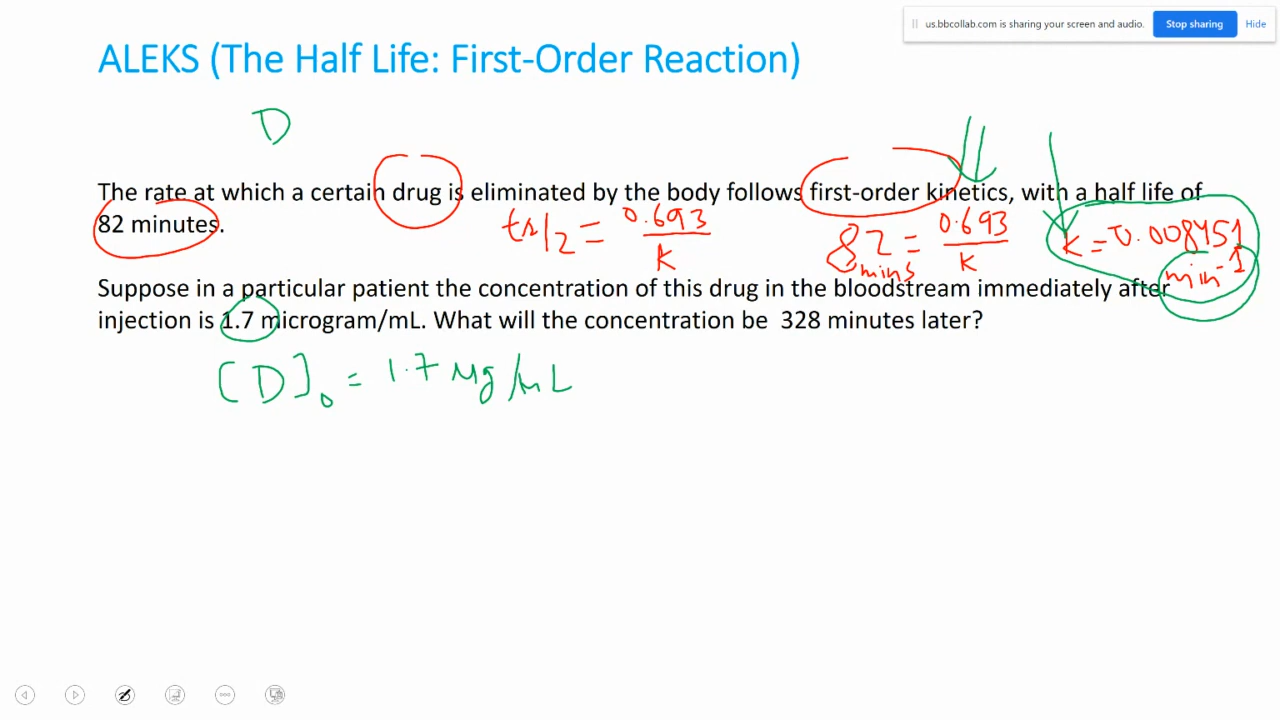 us.bbcollab.com is sharing your screen and audio. Stop sharing Hide
ALEKS (The Half Life: First-Order Reaction)
D
The rate at which a certain drug is eliminated by the body follows first-order kinetics, with a half life of
82 minutes.
t1/2 = 0.693/k
82 mins = 0.693/k
k = 0.008451 min-1
Suppose in a particular patient the concentration of this drug in the bloodstream immediately after
injection is 1.7 microgram/mL. What will the concentration be 328 minutes later?
[D]0 = 1.7 μg/mL